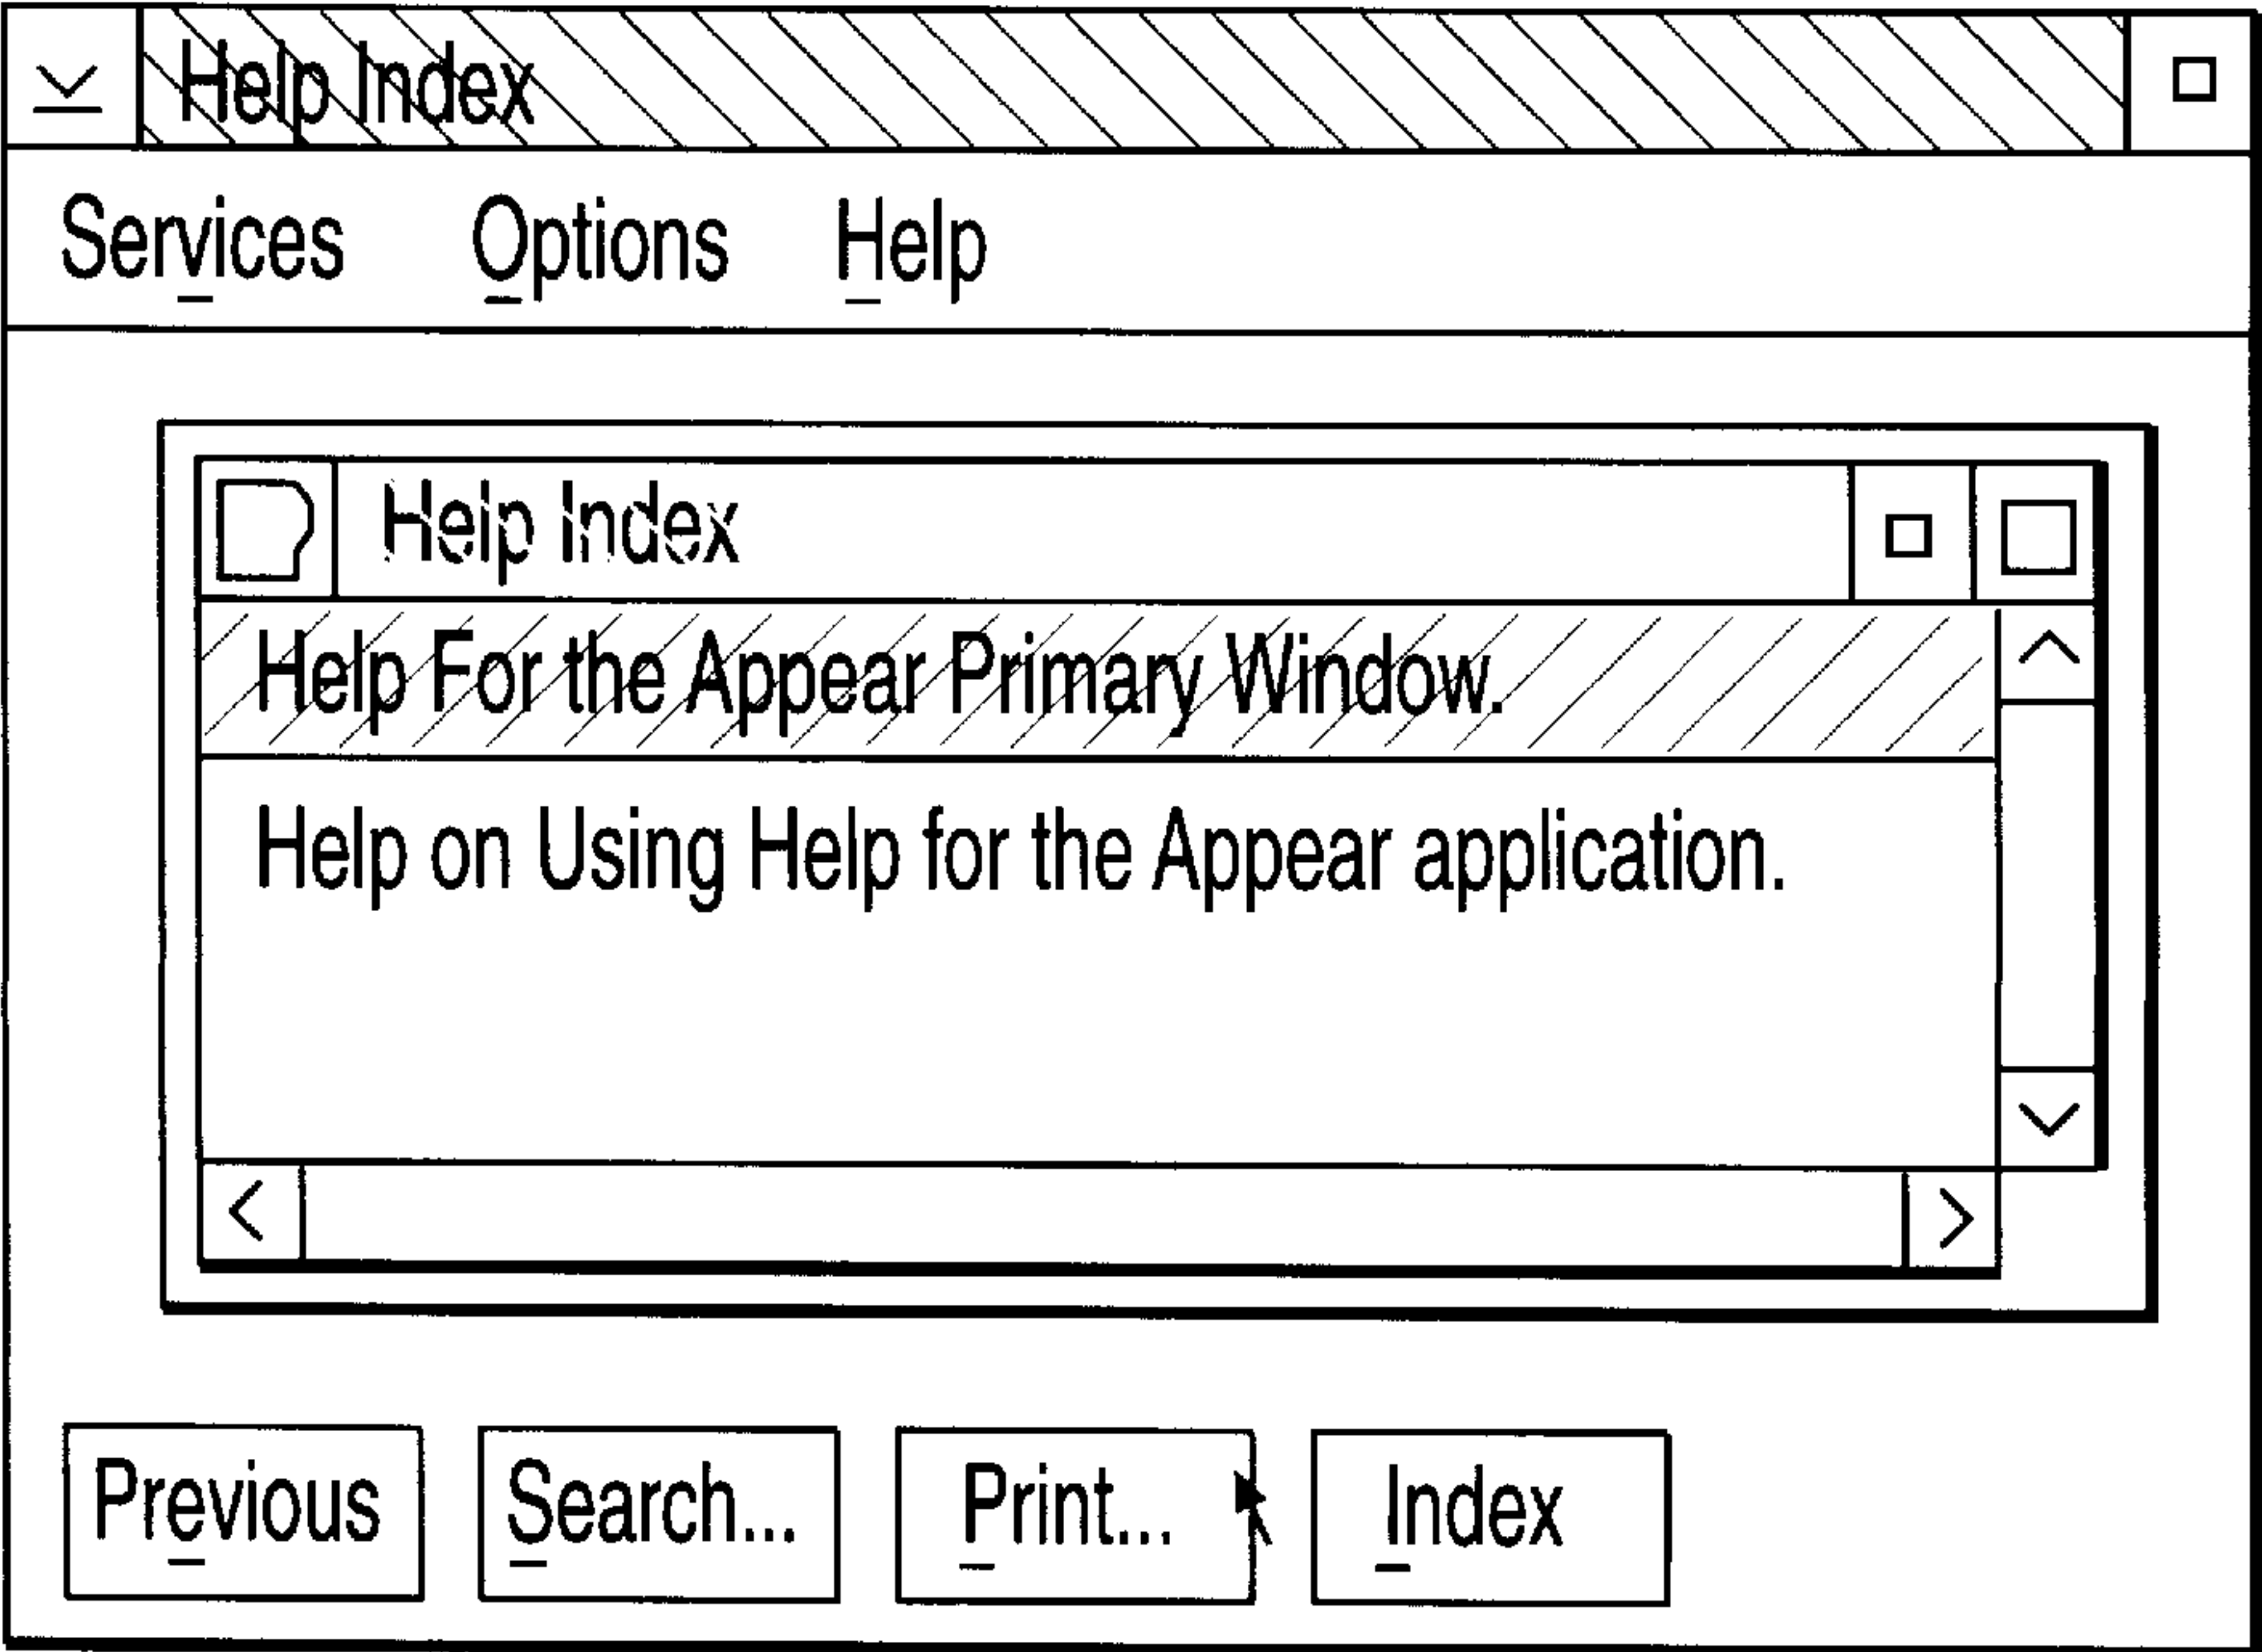 Help Index
Services Options Help
Help Index
Help For the Appear Primary Window.
Help on Using Help for the Appear application.
Previous Search... Print... Index